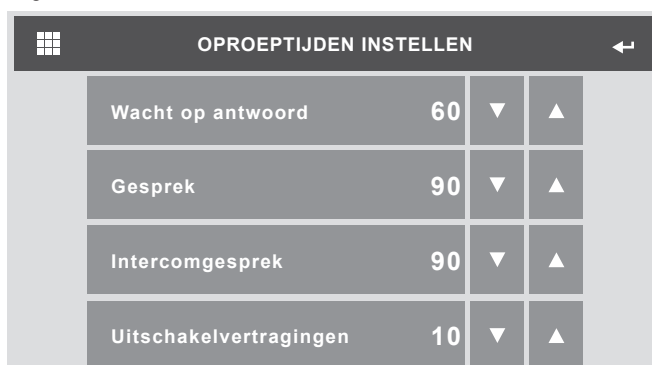 OPROEPTIJDEN INSTELLEN
Wacht op antwoord 60
Gesprek 90
Intercomgesprek 90
Uitschakelvertragingen 10